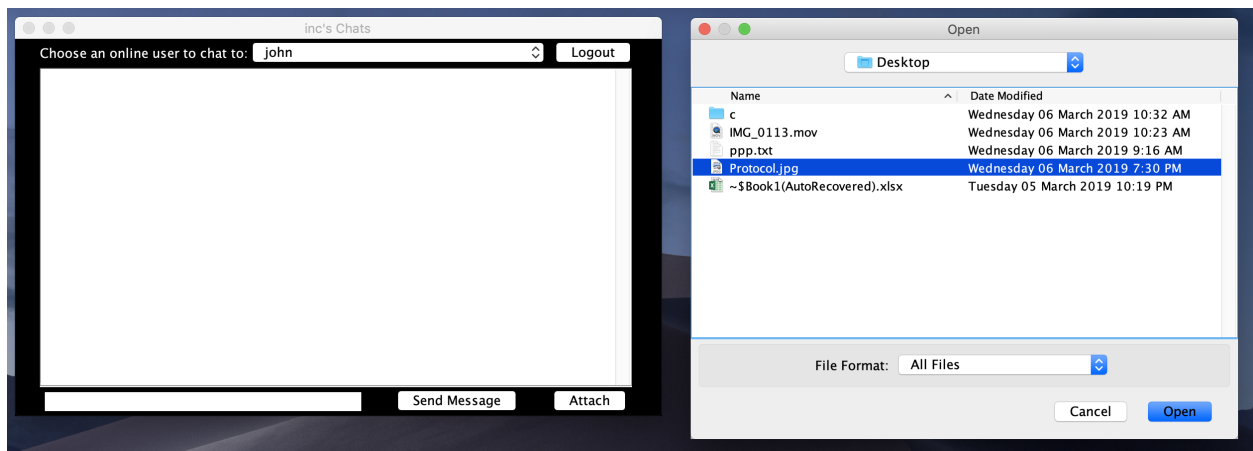 inc's Chats
Choose an online user to chat to: john Logout
Send Message Attach
Open
Desktop
Name Date Modified
c Wednesday 06 March 2019 10:32 AM
IMG_0113.mov Wednesday 06 March 2019 10:23 AM
ppp.txt Wednesday 06 March 2019 9:16 AM
Protocol.jpg Wednesday 06 March 2019 7:30 PM
~$Book1(AutoRecovered).xlsx Tuesday 05 March 2019 10:19 PM
File Format: All Files
Cancel Open